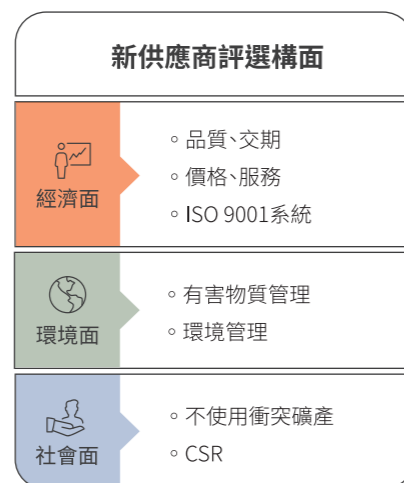 新供應商評選構面
經濟面
◦ 品質、交期
◦ 價格、服務
◦ ISO 9001系統
環境面
◦ 有害物質管理
◦ 環境管理
社會面
◦ 不使用衝突礦產
◦ CSR